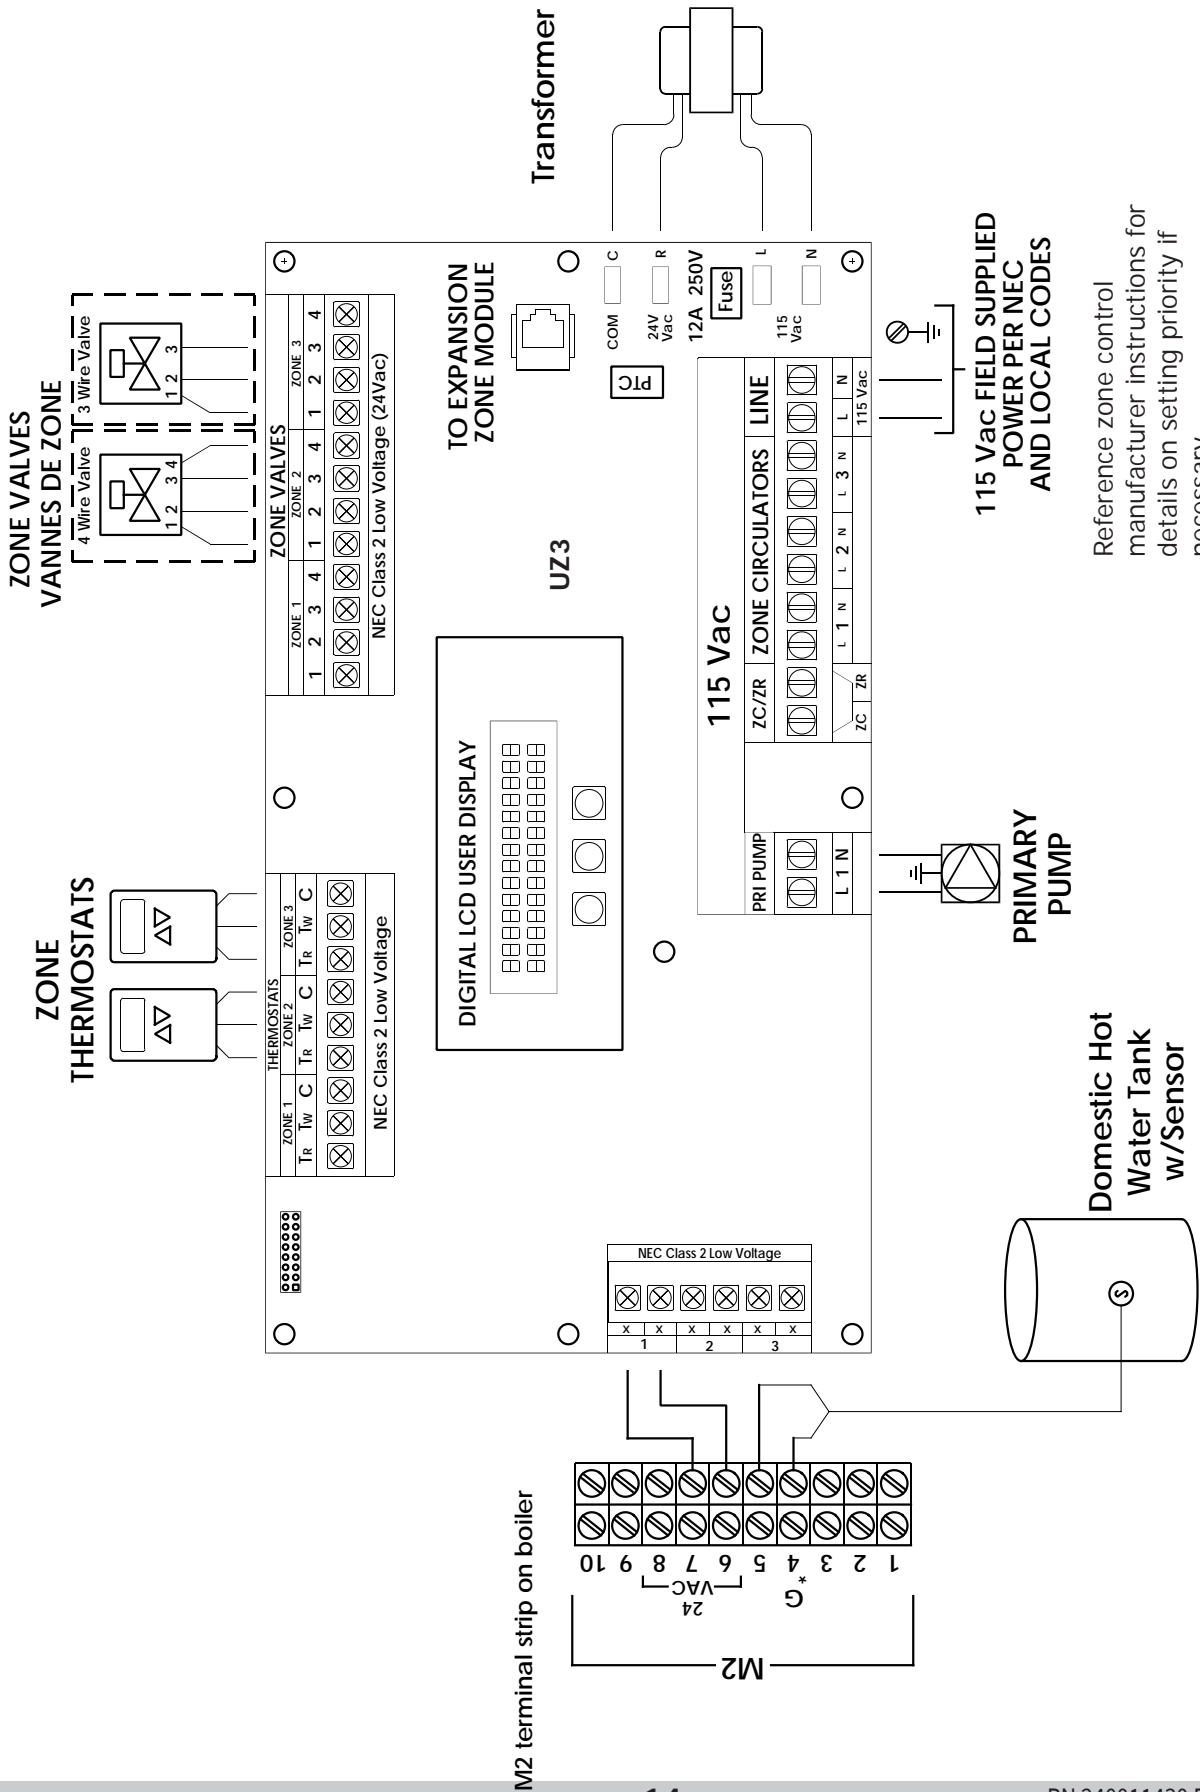 ZONE VALVES
VANNES DE ZONE
4 Wire Valve
3 Wire Valve
1 2 3 4
1 2 3
ZONE
THERMOSTATS
Transformer
THERMOSTATS
ZONE 1 ZONE 2 ZONE 3
TR TW C TR TW C TR TW C
NEC Class 2 Low Voltage
ZONE VALVES
ZONE 1 ZONE 2 ZONE 3
1 2 3 4 1 2 3 4 1 2 3 4
NEC Class 2 Low Voltage (24Vac)
TO EXPANSION
ZONE MODULE
DIGITAL LCD USER DISPLAY
UZ3
COM C
PTC
24V
Vac
R
12A 250V
Fuse
115
Vac
L
N
115 Vac
PRI PUMP
ZC/ZR
ZONE CIRCULATORS
LINE
L 1 N
ZC ZR
L 1 N L 2 N L 3 N
L N
115 Vac
NEC Class 2 Low Voltage
x x x x x x
1 2 3
M2 terminal strip on boiler
10 9 8 7 6 5 4 3 2 1
24
VAC
*
G
M2
PRIMARY
PUMP
115 Vac FIELD SUPPLIED
POWER PER NEC
AND LOCAL CODES
Domestic Hot
Water Tank
w/Sensor
S
Reference zone control
manufacturer instructions for
details on setting priority if
necessary